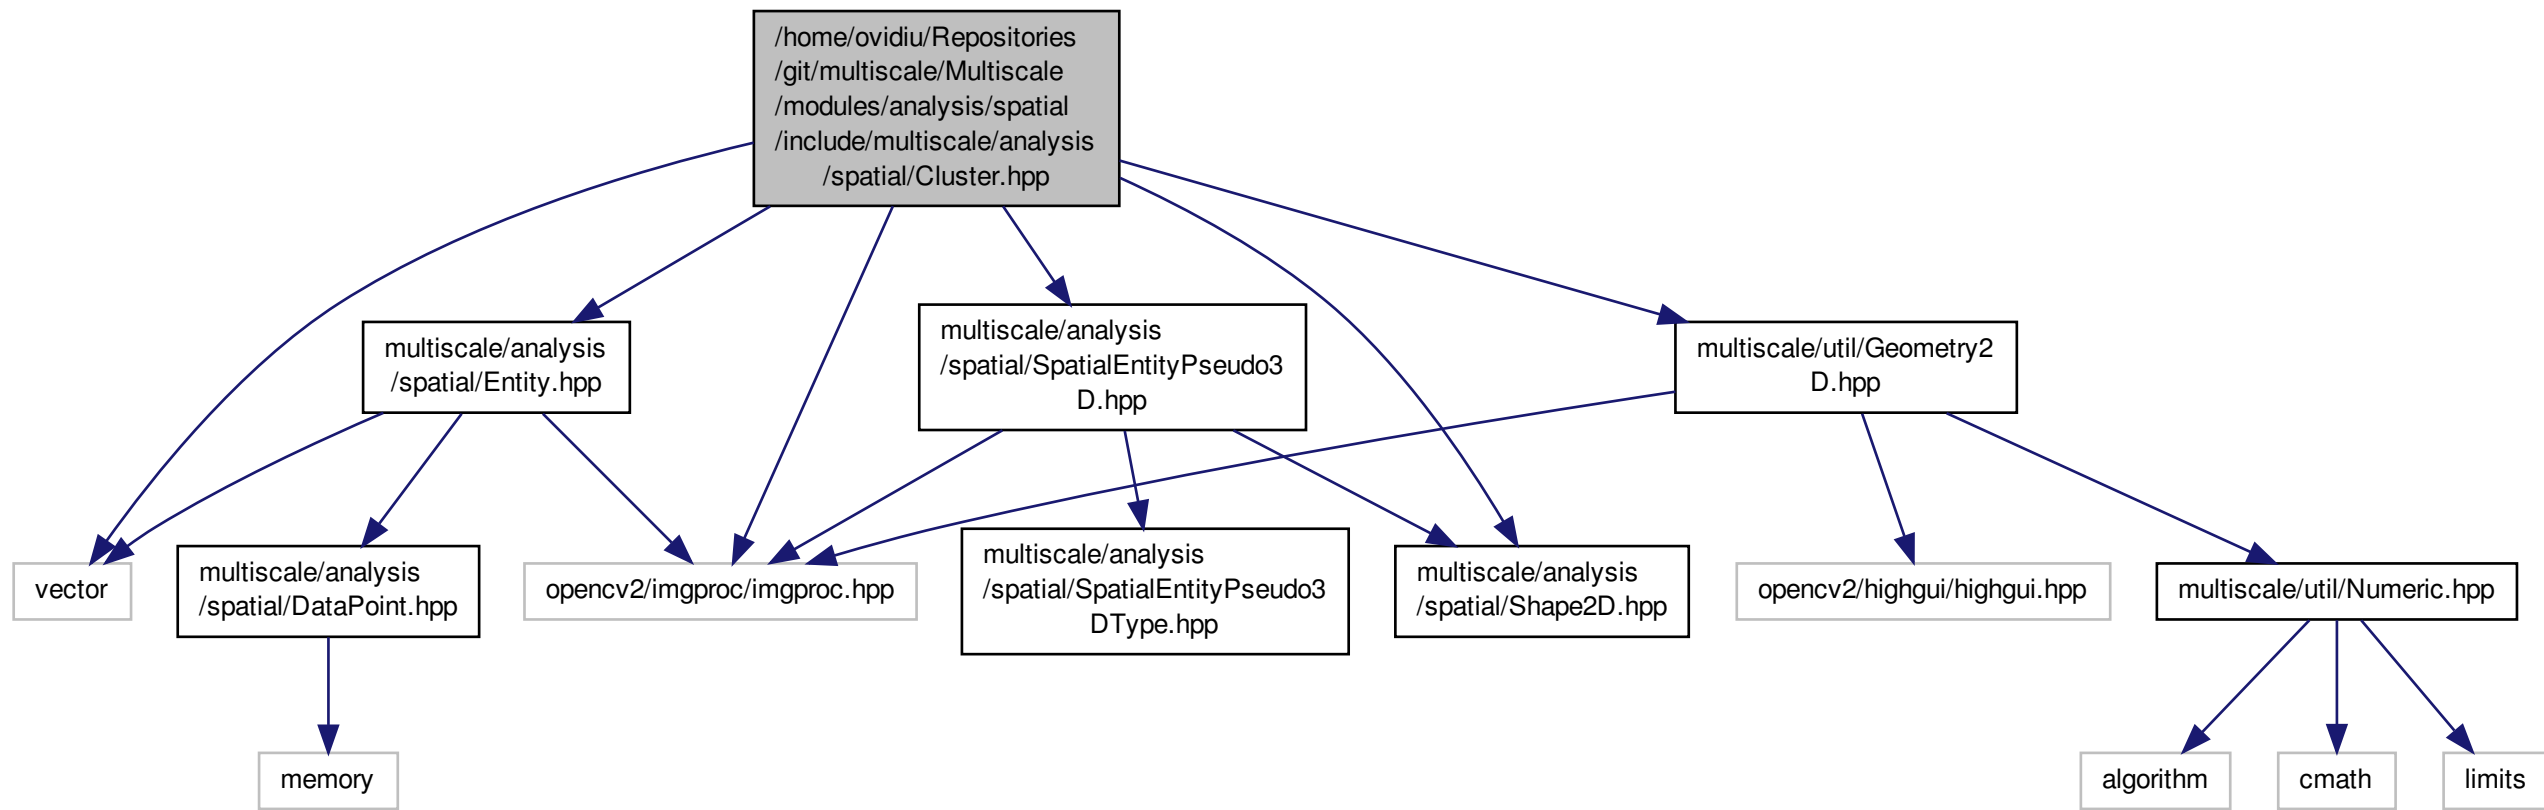 /home/ovidiu/Repositories
/git/multiscale/Multiscale
/modules/analysis/spatial
/include/multiscale/analysis
/spatial/Cluster.hpp
multiscale/analysis
/spatial/Entity.hpp
multiscale/analysis
/spatial/SpatialEntityPseudo3
D.hpp
multiscale/util/Geometry2
D.hpp
vector
multiscale/analysis
/spatial/DataPoint.hpp
opencv2/imgproc/imgproc.hpp
multiscale/analysis
/spatial/SpatialEntityPseudo3
DType.hpp
multiscale/analysis
/spatial/Shape2D.hpp
opencv2/highgui/highgui.hpp
multiscale/util/Numeric.hpp
memory
algorithm
cmath
limits